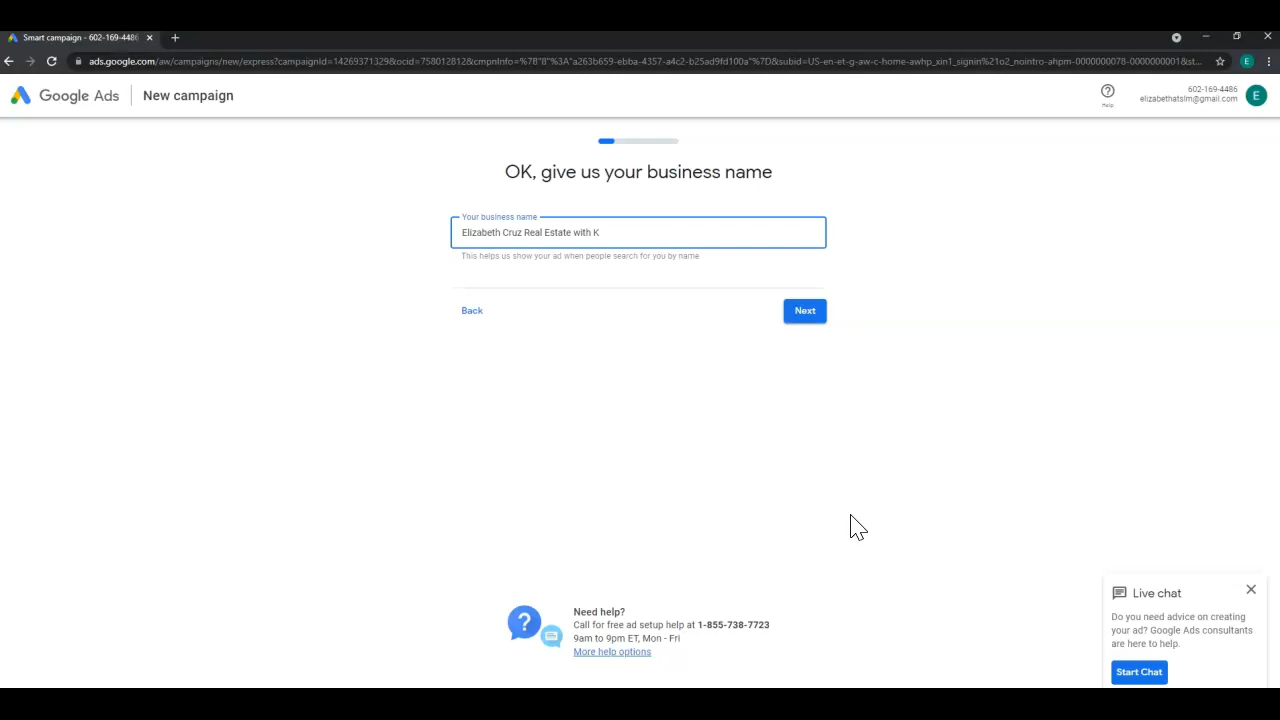 Smart campaign - 602-169-4486
ads.google.com/aw/campaigns/new/express?campaignId=14269371329&ocid=758012812&cmpnInfo=%7B"8"%3A"a263b659-ebba-4357-a4c2-b25ad9fd100a"%7D&subid=US-en-et-g-aw-c-home-awhp_xin1_signin%21o2_nointro-ahpm-0000000078-0000000001&st...
E
Google Ads
New campaign
Help
602-169-4486
elizabethatslm@gmail.com
E
OK, give us your business name
Your business name
Elizabeth Cruz Real Estate with K
This helps us show your ad when people search for you by name
Back
Next
Need help?
Call for free ad setup help at 1-855-738-7723
9am to 9pm ET, Mon - Fri
More help options
Live chat
Do you need advice on creating
your ad? Google Ads consultants
are here to help.
Start Chat